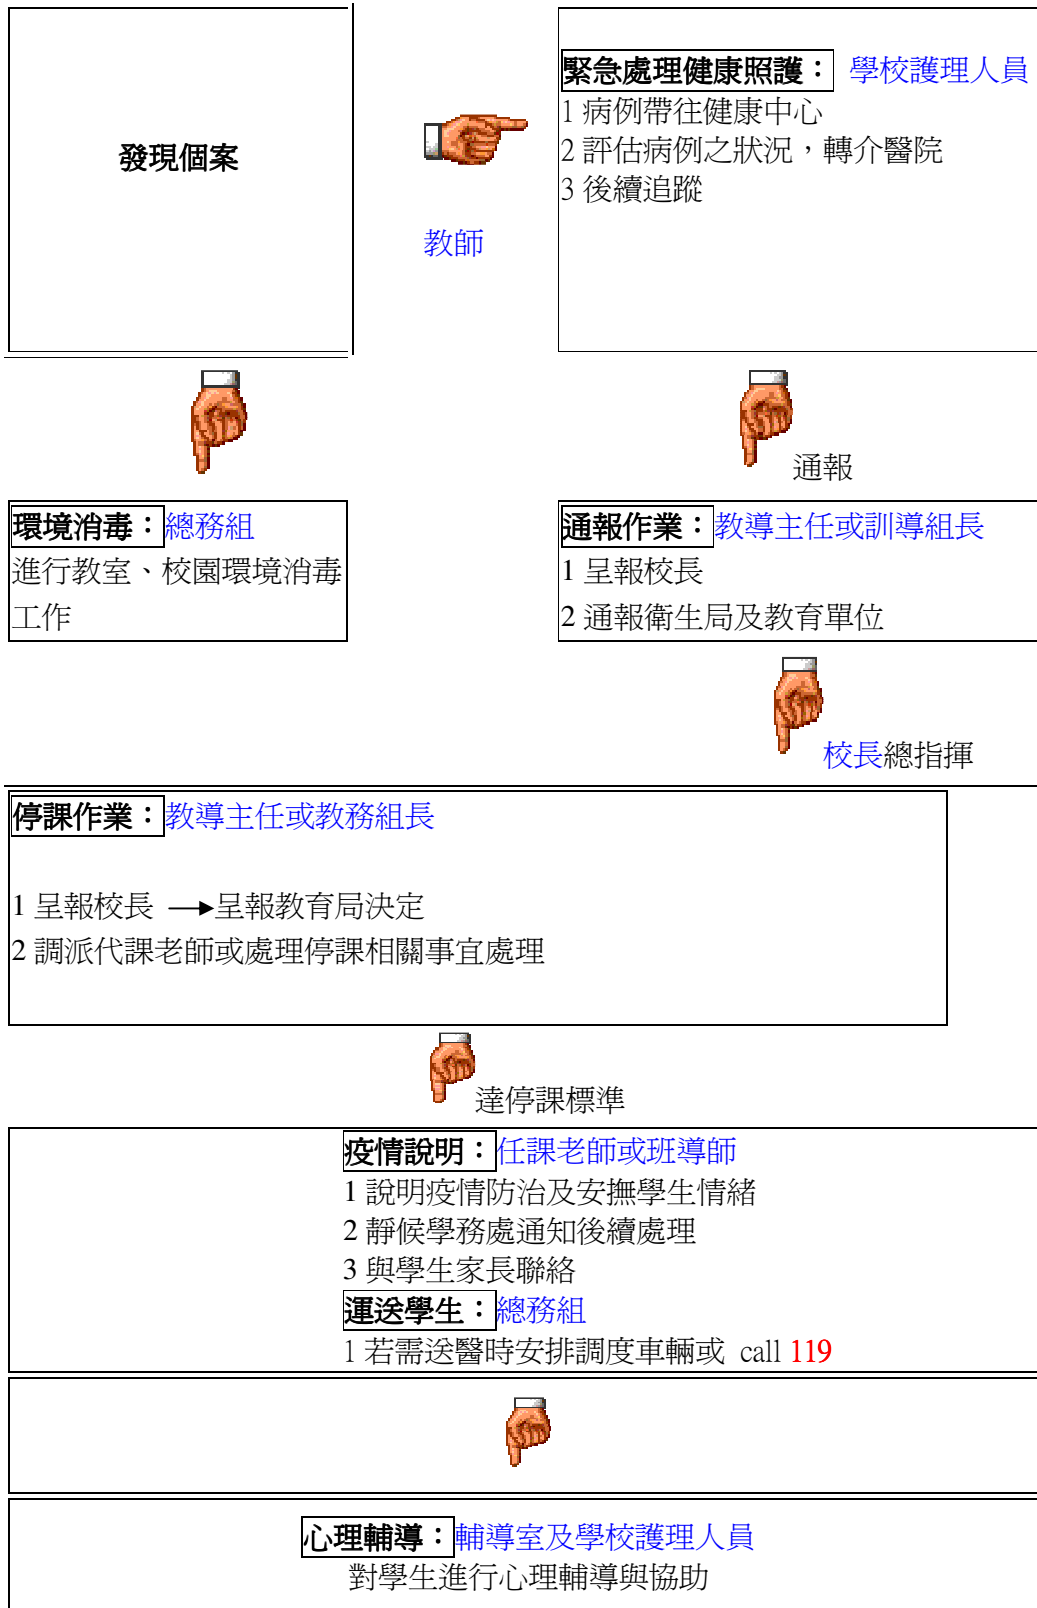 發現個案
教師
緊急處理健康照護： 學校護理人員
1 病例帶往健康中心
2 評估病例之狀況，轉介醫院
3 後續追蹤
通報
環境消毒：總務組
進行教室、校園環境消毒
工作
通報作業：教導主任或訓導組長
1 呈報校長
2 通報衛生局及教育單位
校長總指揮
停課作業：教導主任或教務組長
1 呈報校長 →呈報教育局決定
2 調派代課老師或處理停課相關事宜處理
達停課標準
疫情說明：任課老師或班導師
1 說明疫情防治及安撫學生情緒
2 靜候學務處通知後續處理
3 與學生家長聯絡
運送學生：總務組
1 若需送醫時安排調度車輛或 call 119
心理輔導：輔導室及學校護理人員
對學生進行心理輔導與協助